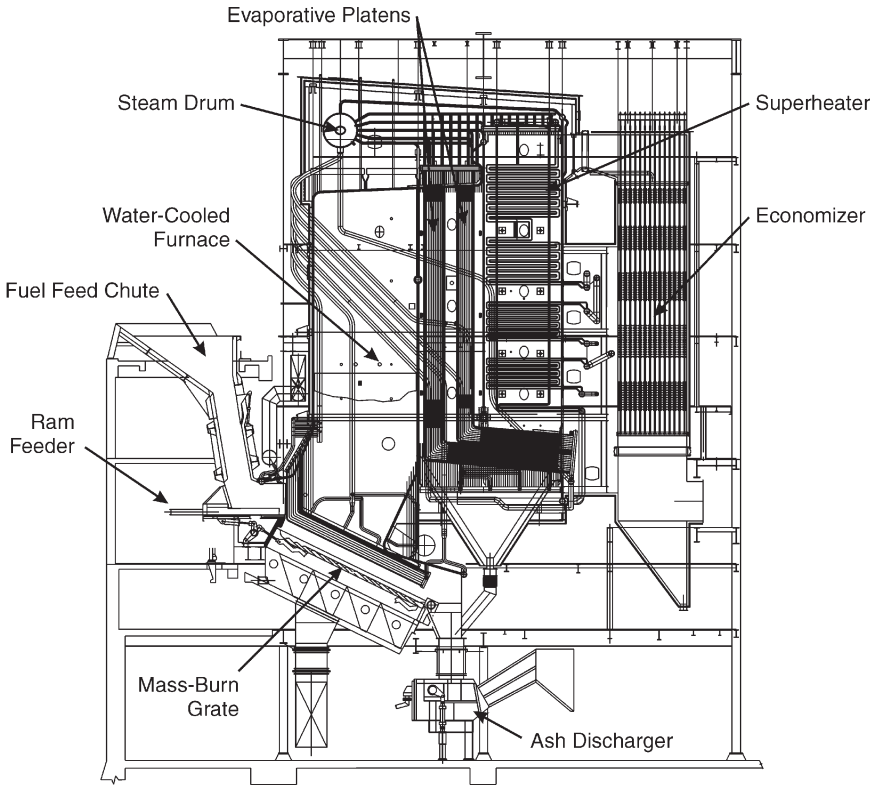 Evaporative Platens
Steam Drum
Superheater
Water-Cooled
Furnace
Economizer
Fuel Feed Chute
Ram
Feeder
Mass-Burn
Grate
Ash Discharger